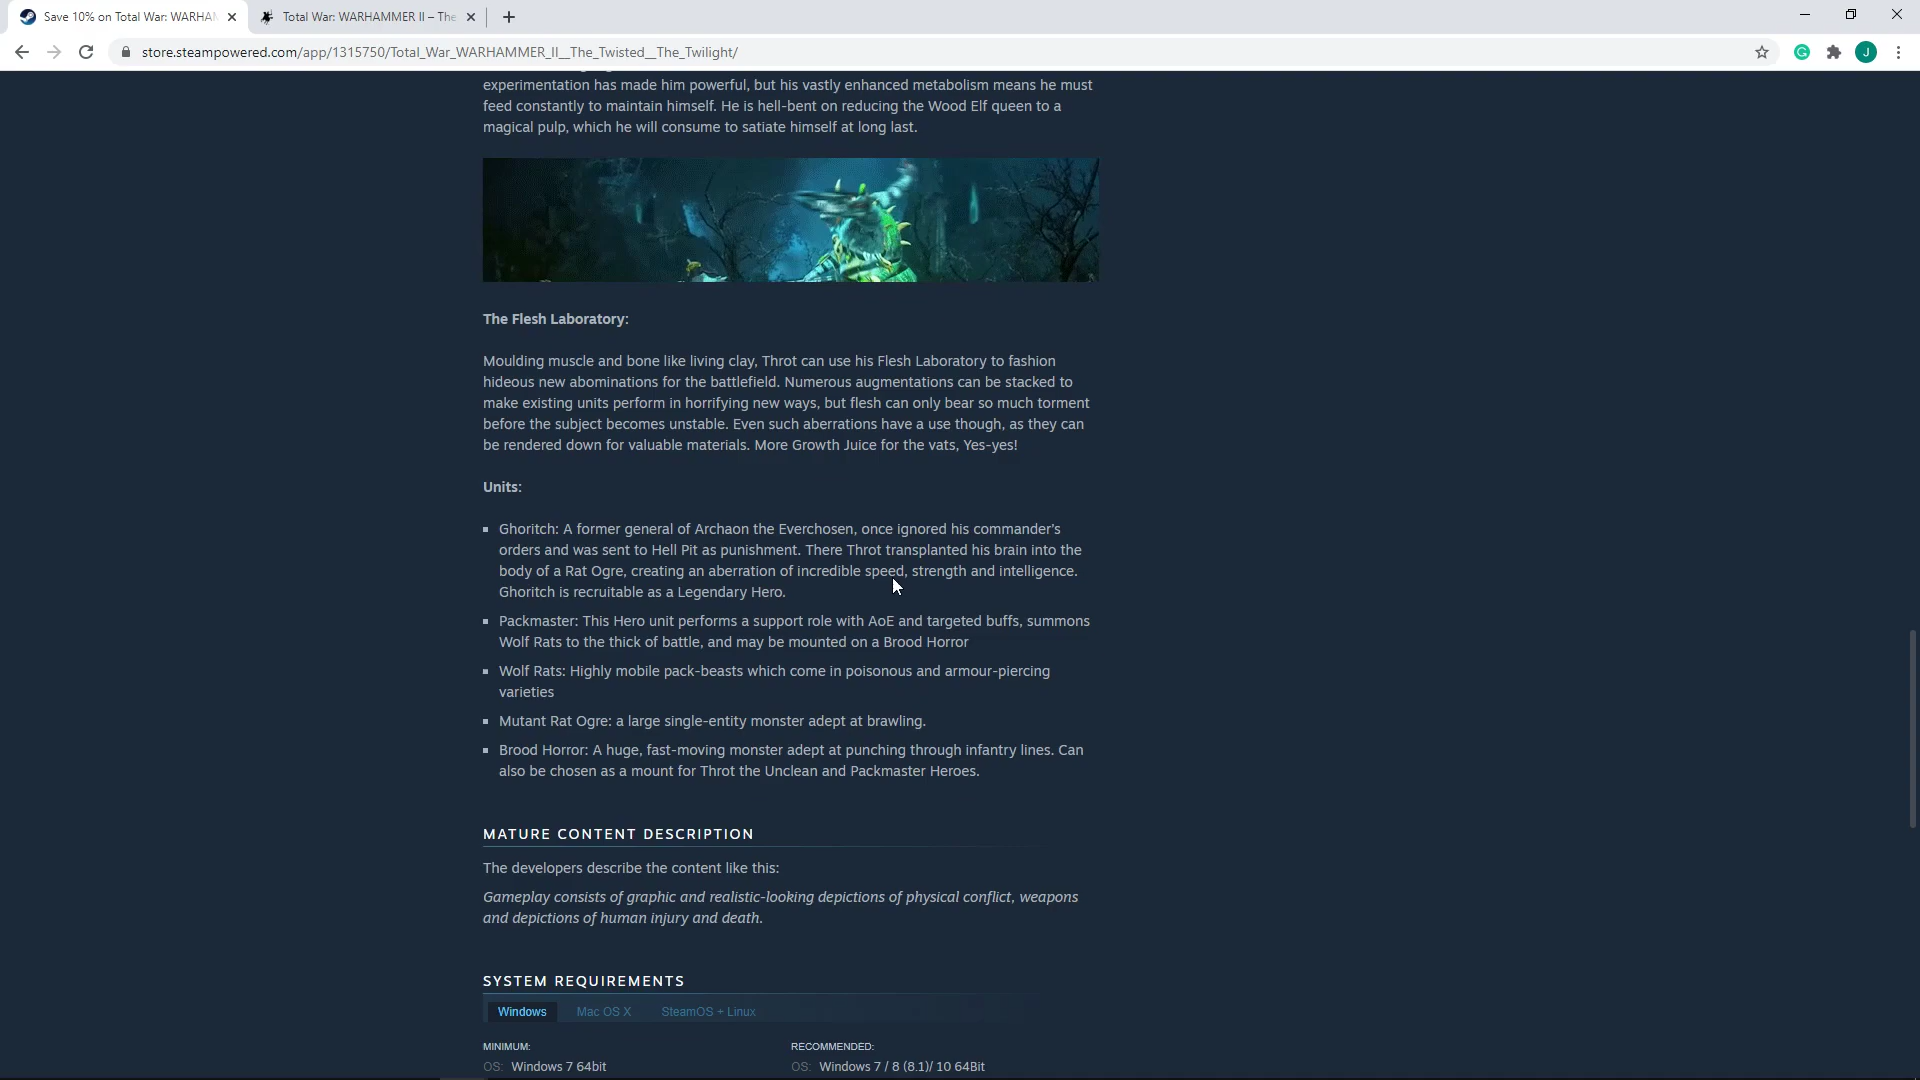 Save 10% on Total War: WARHAM
Total War: WARHAMMER II – The
store.steampowered.com/app/1315750/Total_War_WARHAMMER_II__The_Twisted__The_Twilight/
J
experimentation has made him powerful, but his vastly enhanced metabolism means he must
feed constantly to maintain himself. He is hell-bent on reducing the Wood Elf queen to a
magical pulp, which he will consume to satiate himself at long last.
The Flesh Laboratory:
Moulding muscle and bone like living clay, Throt can use his Flesh Laboratory to fashion
hideous new abominations for the battlefield. Numerous augmentations can be stacked to
make existing units perform in horrifying new ways, but flesh can only bear so much torment
before the subject becomes unstable. Even such aberrations have a use though, as they can
be rendered down for valuable materials. More Growth Juice for the vats, Yes-yes!
Units:
Ghoritch: A former general of Archaon the Everchosen, once ignored his commander's
orders and was sent to Hell Pit as punishment. There Throt transplanted his brain into the
body of a Rat Ogre, creating an aberration of incredible speed, strength and intelligence.
Ghoritch is recruitable as a Legendary Hero.
Packmaster: This Hero unit performs a support role with AoE and targeted buffs, summons
Wolf Rats to the thick of battle, and may be mounted on a Brood Horror
Wolf Rats: Highly mobile pack-beasts which come in poisonous and armour-piercing
varieties
Mutant Rat Ogre: a large single-entity monster adept at brawling.
Brood Horror: A huge, fast-moving monster adept at punching through infantry lines. Can
also be chosen as a mount for Throt the Unclean and Packmaster Heroes.
MATURE CONTENT DESCRIPTION
The developers describe the content like this:
Gameplay consists of graphic and realistic-looking depictions of physical conflict, weapons
and depictions of human injury and death.
SYSTEM REQUIREMENTS
Windows Mac OS X SteamOS + Linux
MINIMUM: RECOMMENDED:
OS: Windows 7 64bit OS: Windows 7 / 8 (8.1)/ 10 64Bit